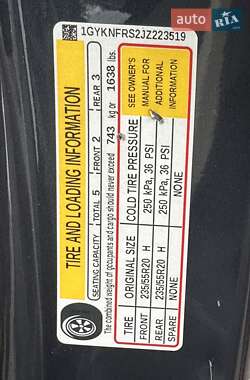 RST.ua
1GYKNFRS2JZ223519
TIRE AND LOADING INFORMATION
SEATING CAPACITY TOTAL 5 FRONT 2 REAR 3
The combined weight of occupants and cargo should never exceed 743 kg or 1638 lbs.
TIRE ORIGINAL SIZE COLD TIRE PRESSURE
FRONT 235/55R20 H 250 kPa, 36 PSI
REAR 235/55R20 H 250 kPa, 36 PSI
SPARE NONE NONE
SEE OWNER'S
MANUAL FOR
ADDITIONAL
INFORMATION